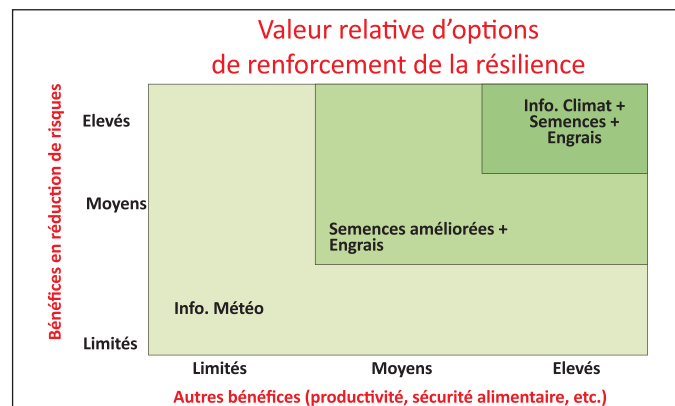 Valeur relative d'options
de renforcement de la résilience
Bénéfices en réduction de risques
Elevés
Moyens
Limités
Info. Climat +
Semences +
Engrais
Semences améliorées +
Engrais
Info. Météo
Limités
Moyens
Elevés
Autres bénéfices (productivité, sécurité alimentaire, etc.)